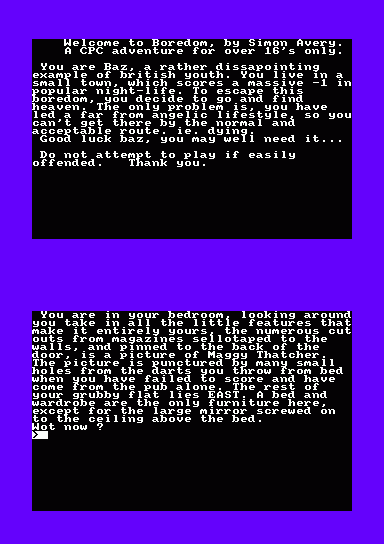 Welcome to Boredom, by Simon Avery.
A CPC adventure for over 16's only.
You are Baz, a rather dissapointing
example of british youth. You live in a
small town, which scores a massive -1 in
popular night-life. To escape this
boredom, you decide to go and find
heaven. The only problem is, you have
led a far from angelic lifestyle, so you
can't get there by the normal and
acceptable route. ie. dying.
Good luck baz, you may well need it...
Do not attempt to play if easily
offended.   Thank you.
You are in your bedroom, looking around
you take in all the little features that
make it entirely yours, the numerous cut
outs from magazines sellotaped to the
walls, and pinned to the back of the
door, is a picture of Maggy Thatcher.
The picture is punctured by many small
holes from the darts you throw from bed
when you have failed to score and have
come from the pub alone. The rest of
your grubby flat lies EAST. A bed and
wardrobe are the only furniture here,
except for the large mirror screwed on
to the ceiling above the bed.
Wot now ?
>